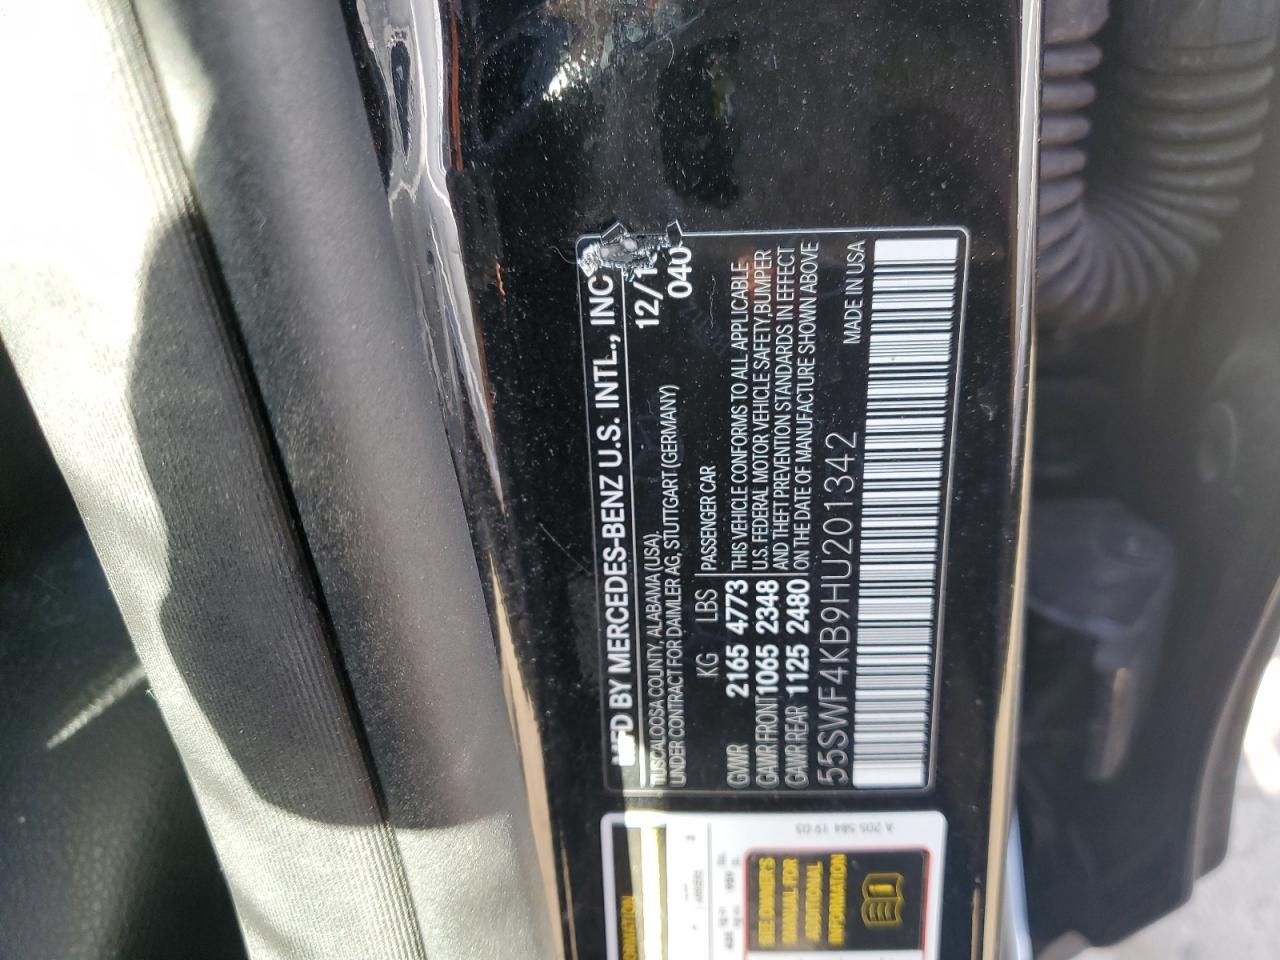 MFD BY MERCEDES-BENZ U.S. INTL., INC
TUSCALOOSA COUNTY, ALABAMA (USA)
12/1
UNDER CONTRACT FOR DAIMLER AG, STUTTGART (GERMANY)
040
KG LBS PASSENGER CAR
GVWR 2165 4773 THIS VEHICLE CONFORMS TO ALL APPLICABLE
GAWR FRONT 1065 2348 U.S. FEDERAL MOTOR VEHICLE SAFETY, BUMPER
GAWR REAR 1125 2480 AND THEFT PREVENTION STANDARDS IN EFFECT
ON THE DATE OF MANUFACTURE SHOWN ABOVE
55SWF4KB9HU201342 MADE IN USA
A 205 584 19 03
SEE OWNER'S
MANUAL FOR
ADDITIONAL
INFORMATION